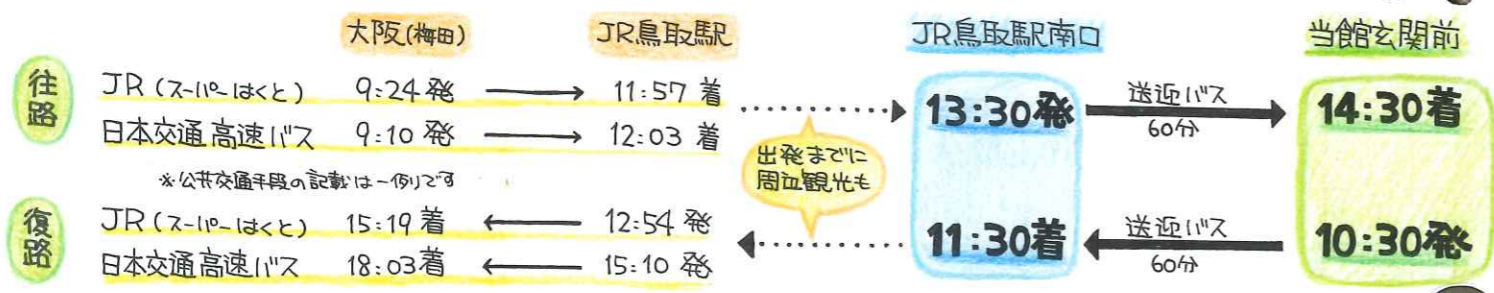 大阪(梅田) JR鳥取駅 JR鳥取駅南口 当館玄関前
往路
JR(スーパーはくと) 9:24発 → 11:57着
日本交通高速バス 9:10発 → 12:03着
13:30発 送迎バス 60分 14:30着
※公共交通手段の記載は一例です
出発までに
周辺観光も
復路
JR(スーパーはくと) 15:19着 ← 12:54発
日本交通高速バス 18:03着 ← 15:10発
11:30着 送迎バス 60分 10:30発